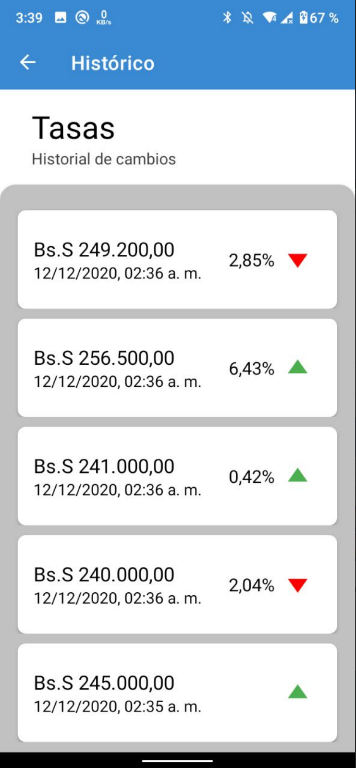 3:39 0 KB/s 67 %
Histórico
Tasas
Historial de cambios
Bs.S 249.200,00
12/12/2020, 02:36 a. m.
2,85%
Bs.S 256.500,00
12/12/2020, 02:36 a. m.
6,43%
Bs.S 241.000,00
12/12/2020, 02:36 a. m.
0,42%
Bs.S 240.000,00
12/12/2020, 02:36 a. m.
2,04%
Bs.S 245.000,00
12/12/2020, 02:35 a. m.